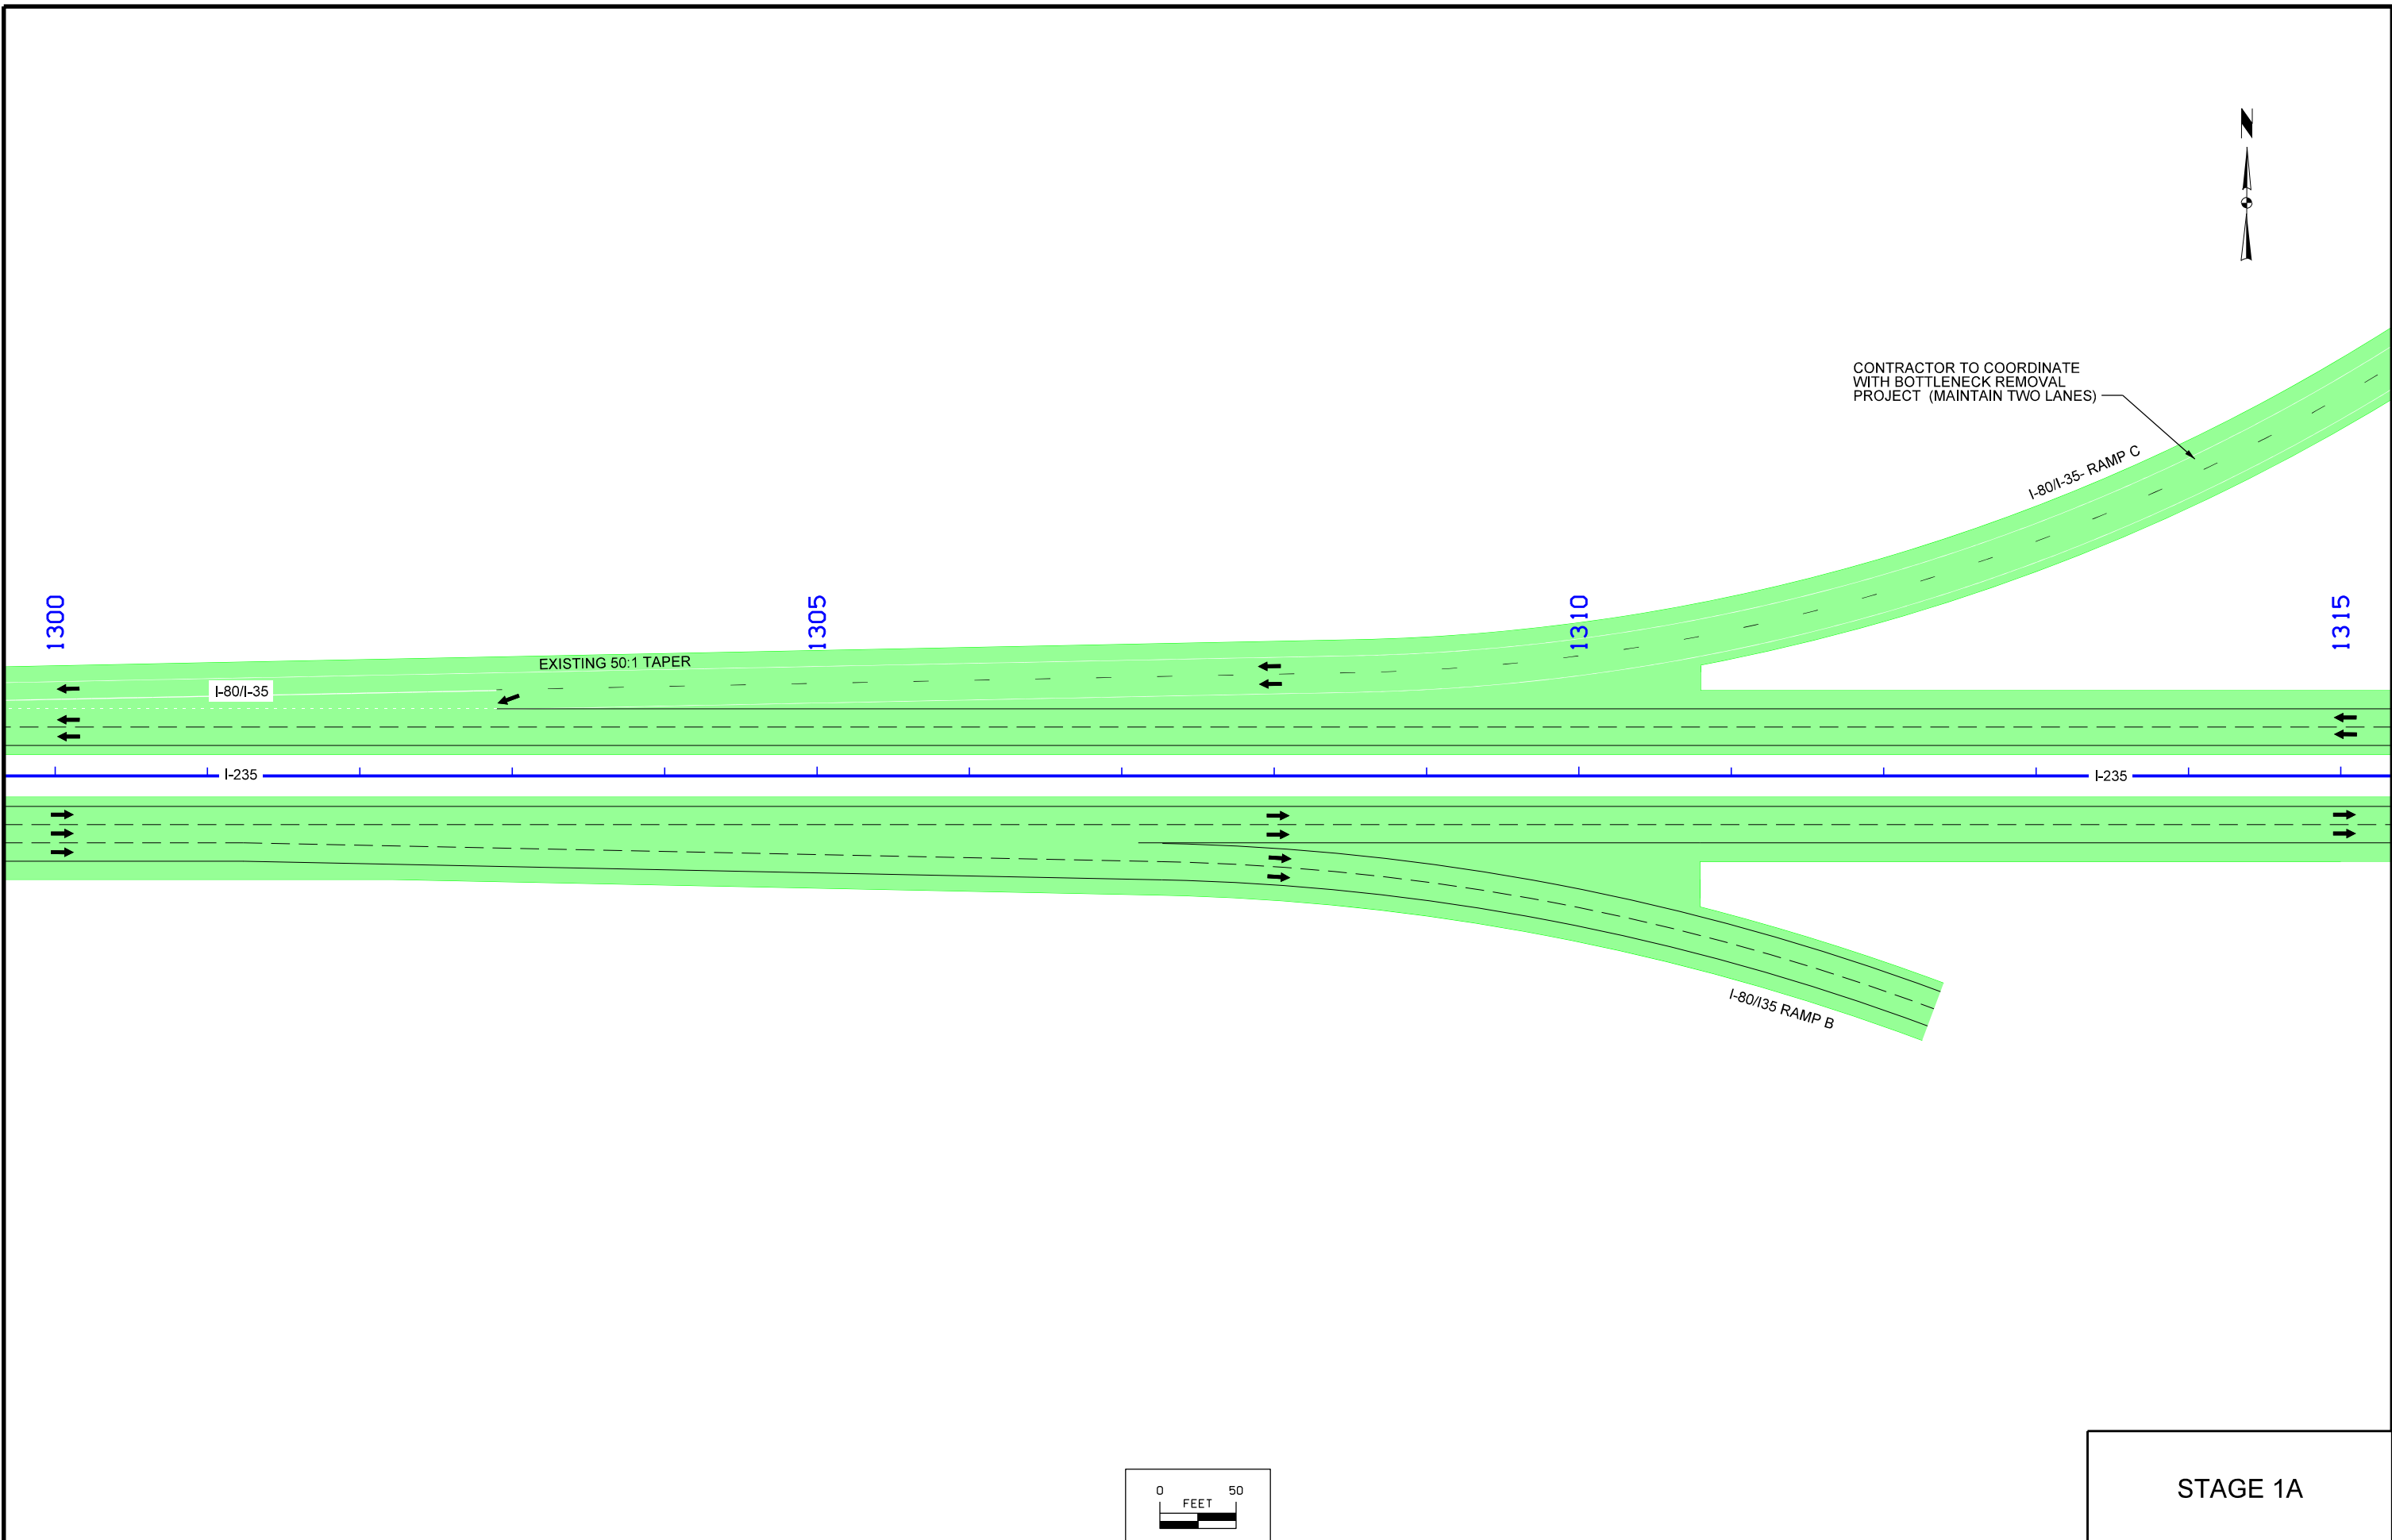 N
CONTRACTOR TO COORDINATE
WITH BOTTLENECK REMOVAL
PROJECT (MAINTAIN TWO LANES)
I-80/I-35- RAMP C
1300
1305
1310
1315
EXISTING 50:1 TAPER
I-80/I-35
I-235
I-235
I-80/I35 RAMP B
0 50
FEET
STAGE 1A